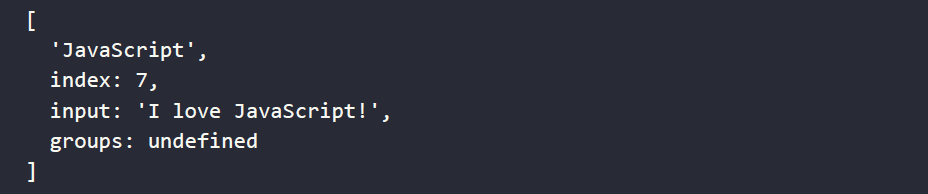 [
'JavaScript',
index: 7,
input: 'I love JavaScript!',
groups: undefined
]